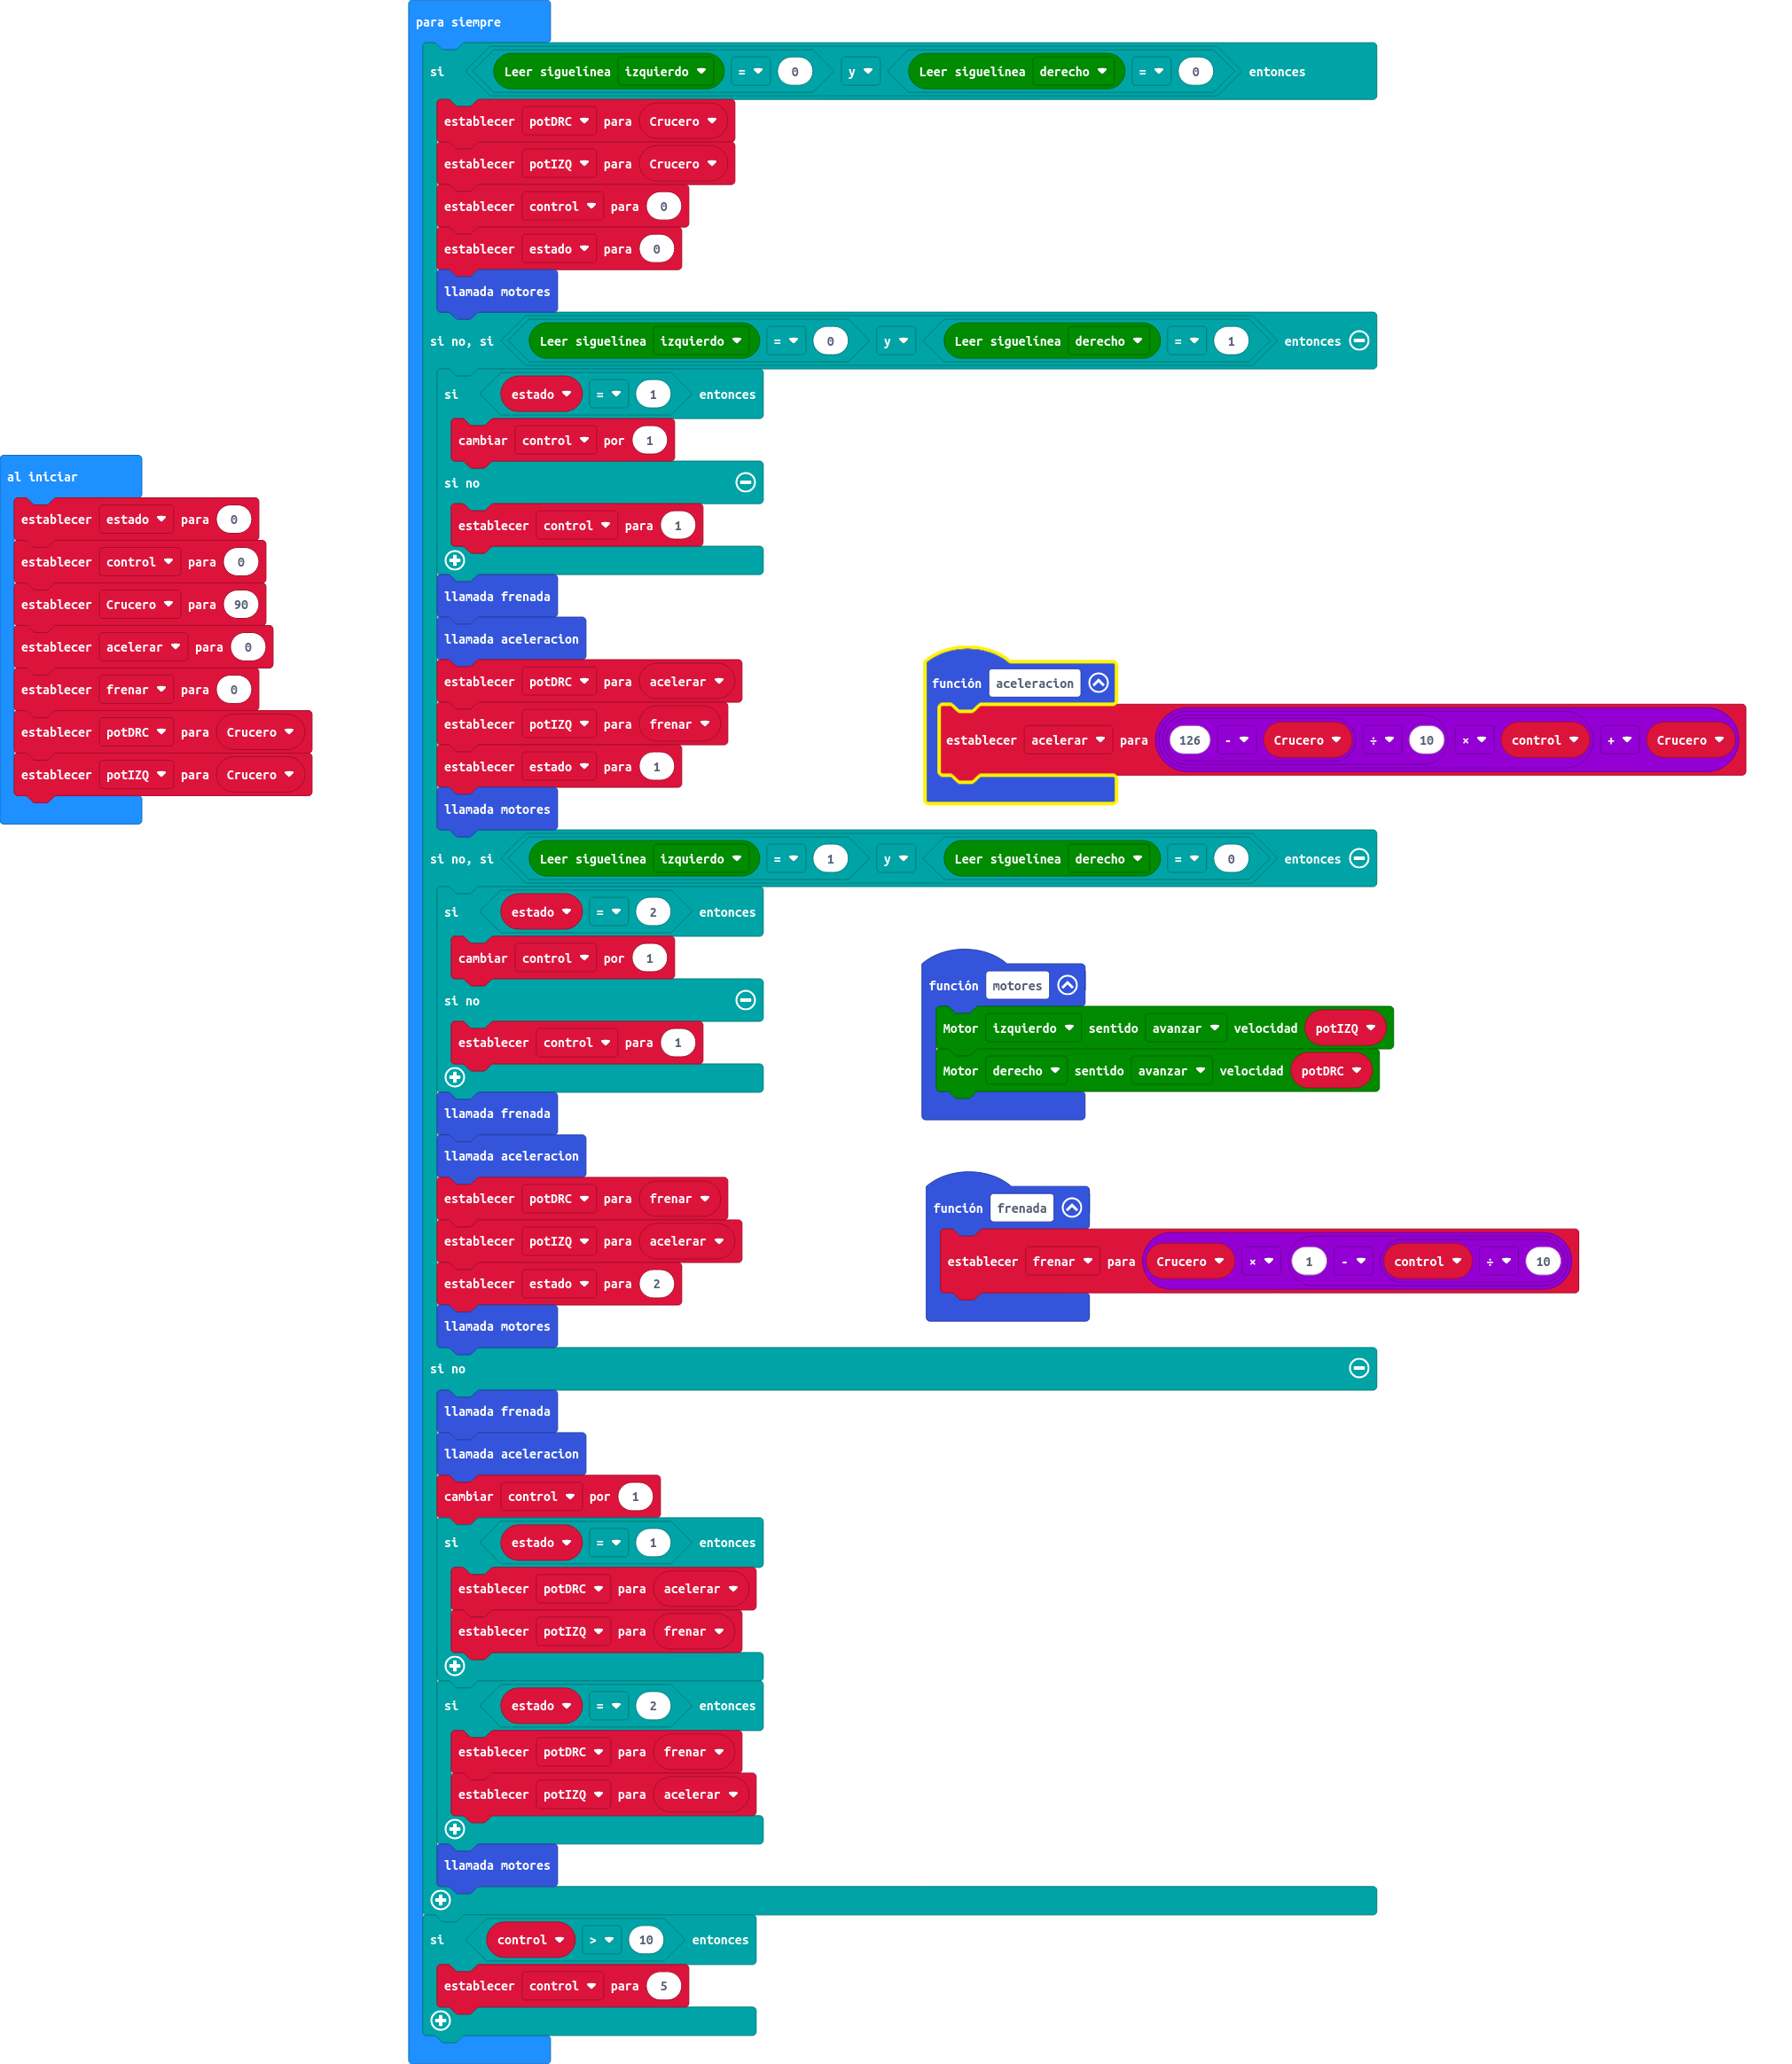 al iniciar
establecer estado para 0
establecer control para 0
establecer Crucero para 90
establecer acelerar para 0
establecer frenar para 0
establecer potDRC para Crucero
establecer potIZQ para Crucero
para siempre
si Leer siguelínea izquierdo = 0 y Leer siguelínea derecho = 0 entonces
establecer potDRC para Crucero
establecer potIZQ para Crucero
establecer control para 0
establecer estado para 0
llamada motores
si no, si Leer siguelínea izquierdo = 0 y Leer siguelínea derecho = 1 entonces
si estado = 1 entonces
cambiar control por 1
si no
establecer control para 1
llamada frenada
llamada aceleracion
establecer potDRC para acelerar
establecer potIZQ para frenar
establecer estado para 1
llamada motores
si no, si Leer siguelínea izquierdo = 1 y Leer siguelínea derecho = 0 entonces
si estado = 2 entonces
cambiar control por 1
si no
establecer control para 1
llamada frenada
llamada aceleracion
establecer potDRC para frenar
establecer potIZQ para acelerar
establecer estado para 2
llamada motores
si no
llamada frenada
llamada aceleracion
cambiar control por 1
si estado = 1 entonces
establecer potDRC para acelerar
establecer potIZQ para frenar
si estado = 2 entonces
establecer potDRC para frenar
establecer potIZQ para acelerar
llamada motores
si control > 10 entonces
establecer control para 5
función aceleracion
establecer acelerar para 126 - Crucero ÷ 10 × control + Crucero
función motores
Motor izquierdo sentido avanzar velocidad potIZQ
Motor derecho sentido avanzar velocidad potDRC
función frenada
establecer frenar para Crucero × 1 - control ÷ 10